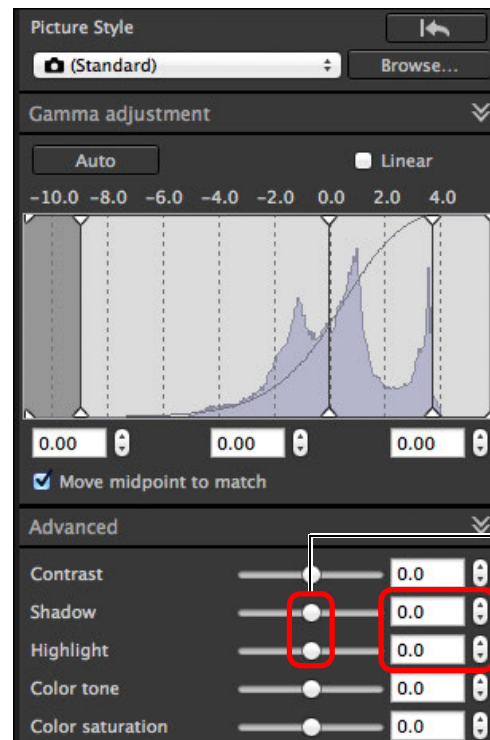 Picture Style
(Standard) Browse...
Gamma adjustment
Auto Linear
-10.0 -8.0 -6.0 -4.0 -2.0 0.0 2.0 4.0
0.00 0.00 0.00
Move midpoint to match
Advanced
Contrast 0.0
Shadow 0.0
Highlight 0.0
Color tone 0.0
Color saturation 0.0